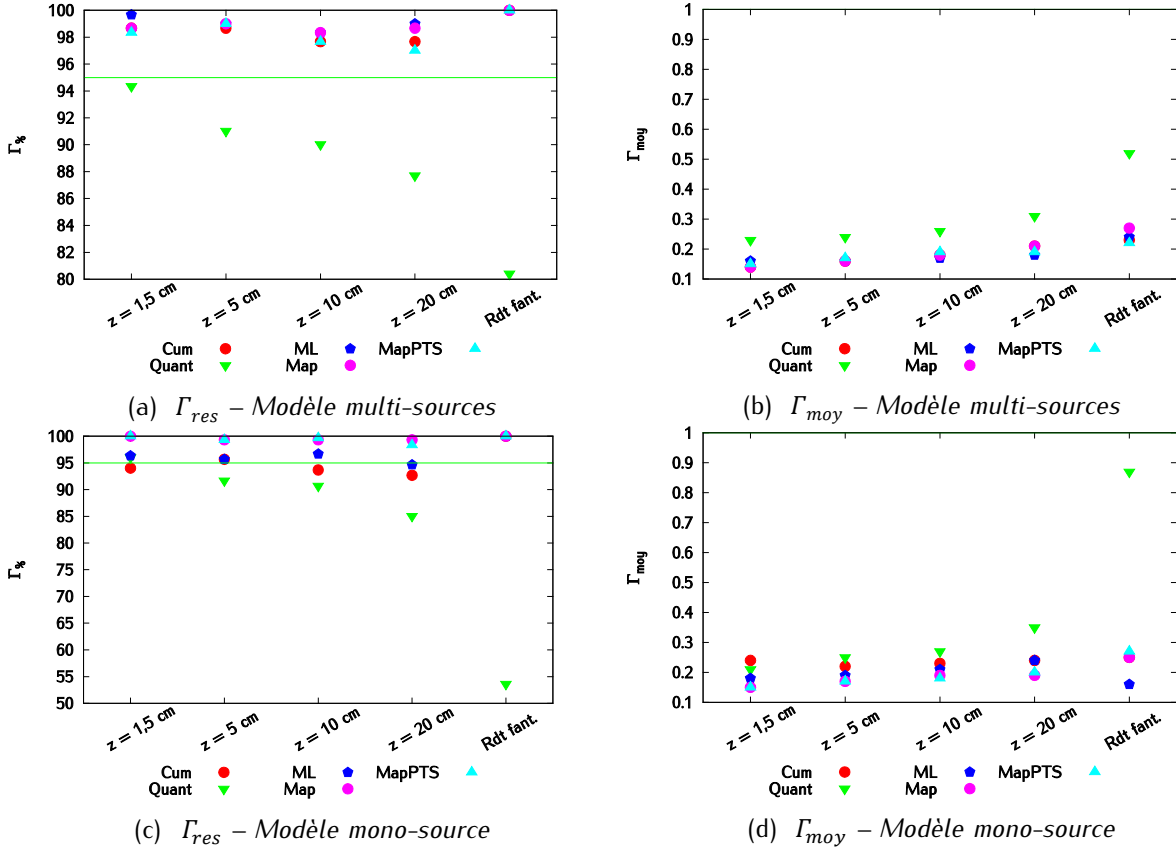 100
98
96
94
92
90
88
86
84
82
80
Γ%
z = 1,5 cm
z = 5 cm
z = 10 cm
z = 20 cm
Rdt fant.
Cum ML MapPTS
Quant Map
(a) Γres – Modèle multi-sources
1
0.9
0.8
0.7
0.6
0.5
0.4
0.3
0.2
0.1
Γmoy
z = 1,5 cm
z = 5 cm
z = 10 cm
z = 20 cm
Rdt fant.
Cum ML MapPTS
Quant Map
(b) Γmoy – Modèle multi-sources
100
95
90
85
80
75
70
65
60
55
50
Γ%
z = 1,5 cm
z = 5 cm
z = 10 cm
z = 20 cm
Rdt fant.
Cum ML MapPTS
Quant Map
(c) Γres – Modèle mono-source
1
0.9
0.8
0.7
0.6
0.5
0.4
0.3
0.2
0.1
Γmoy
z = 1,5 cm
z = 5 cm
z = 10 cm
z = 20 cm
Rdt fant.
Cum ML MapPTS
Quant Map
(d) Γmoy – Modèle mono-source